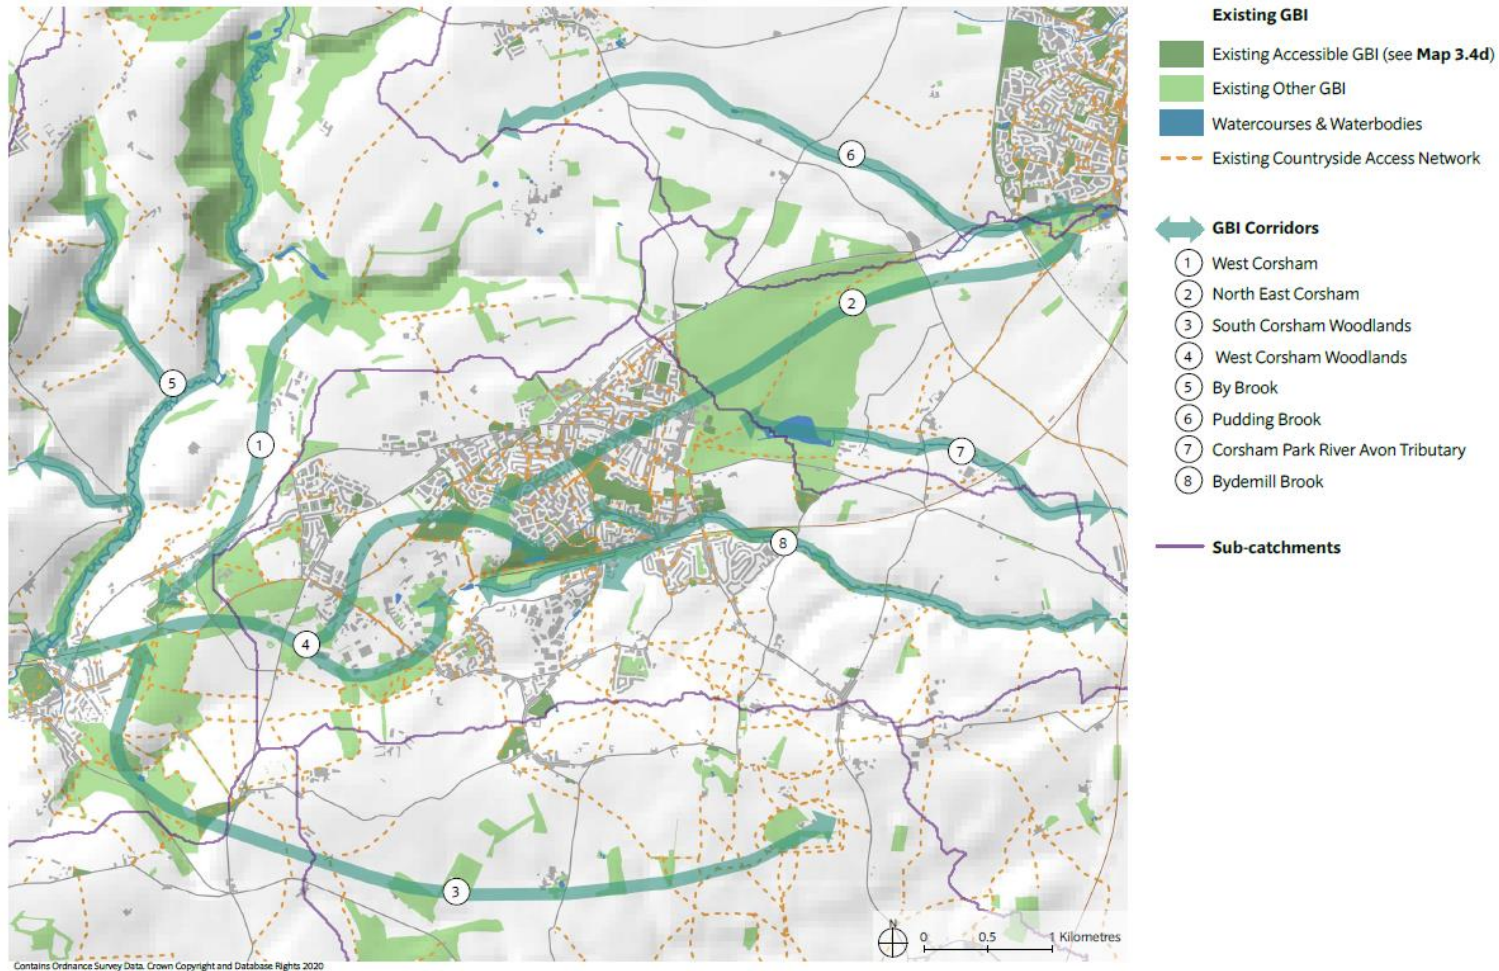 Existing GBI
Existing Accessible GBI (see Map 3.4d)
Existing Other GBI
Watercourses & Waterbodies
Existing Countryside Access Network
GBI Corridors
1 West Corsham
2 North East Corsham
3 South Corsham Woodlands
4 West Corsham Woodlands
5 By Brook
6 Pudding Brook
7 Corsham Park River Avon Tributary
8 Bydemill Brook
Sub-catchments
6
2
5
1
7
8
4
3
N
0 0.5 1 Kilometres
Contains Ordnance Survey Data. Crown Copyright and Database Rights 2020